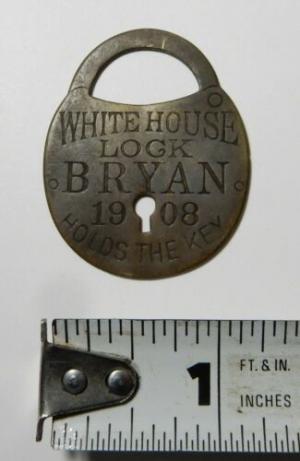 WHITE HOUSE
LOCK
BRYAN
1908
HOLDS THE KEY
1
FT. & IN.
INCHES